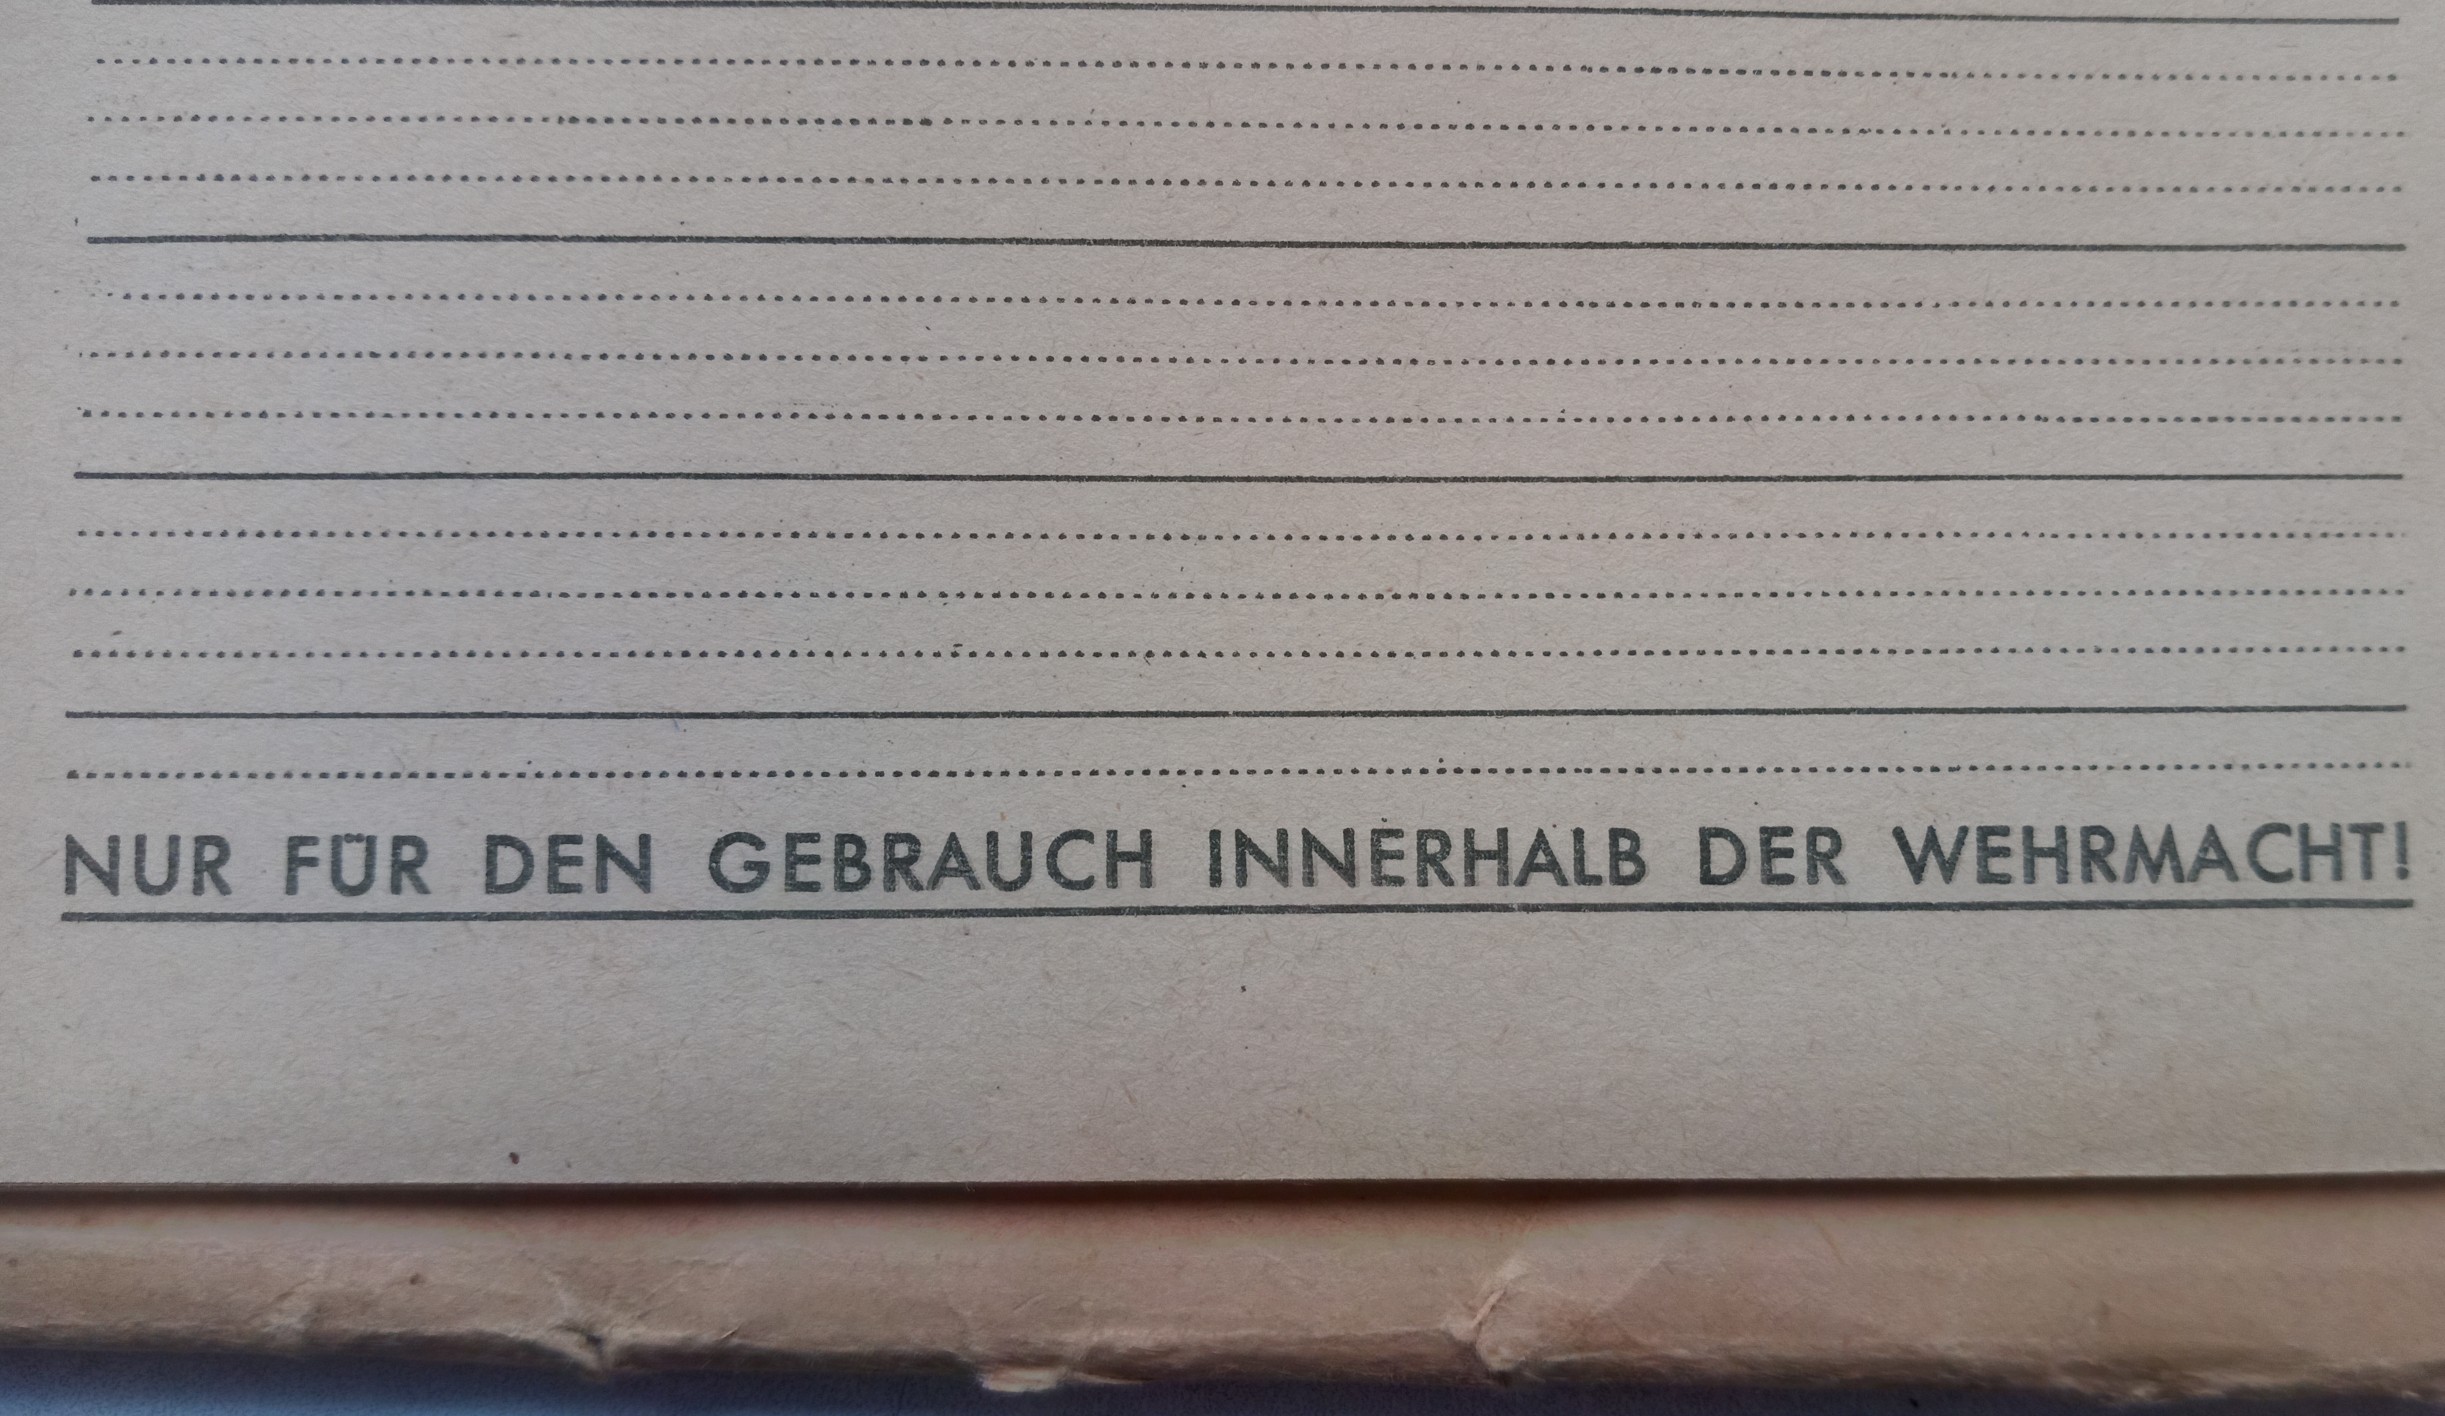 NUR FÜR DEN GEBRAUCH INNERHALB DER WEHRMACHT!